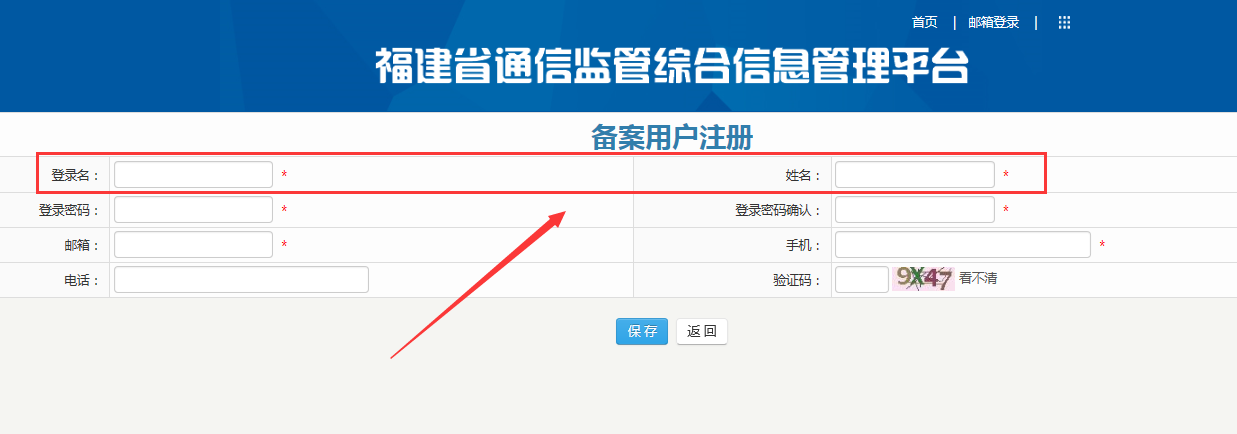 首页 | 邮箱登录 |
福建省通信监管综合信息管理平台
备案用户注册
登录名： * 姓名： *
登录密码： * 登录密码确认： *
邮箱： * 手机： *
电话： 验证码： 9X47 看不清
保存 返回